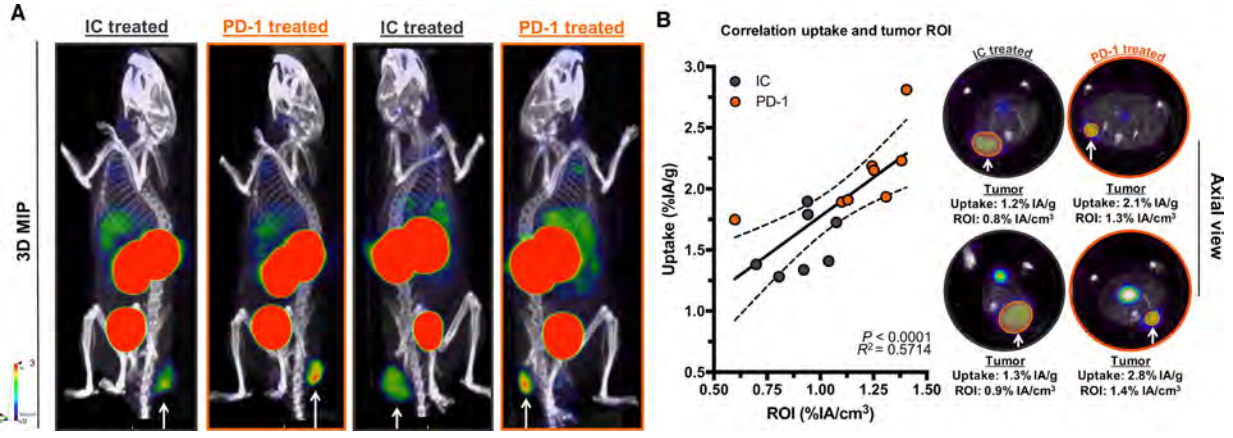 A
IC treated
PD-1 treated
IC treated
PD-1 treated
3D MIP
3
B
Correlation uptake and tumor ROI
IC
PD-1
Uptake (%IA/g)
3.0
2.5
2.0
1.5
1.0
0.5
0.50
0.75
1.00
1.25
1.50
ROI (%IA/cm³)
P < 0.0001
R² = 0.5714
IC treated
PD-1 treated
Tumor
Uptake: 1.2% IA/g
ROI: 0.8% IA/cm³
Tumor
Uptake: 2.1% IA/g
ROI: 1.3% IA/cm³
Tumor
Uptake: 1.3% IA/g
ROI: 0.9% IA/cm³
Tumor
Uptake: 2.8% IA/g
ROI: 1.4% IA/cm³
Axial view